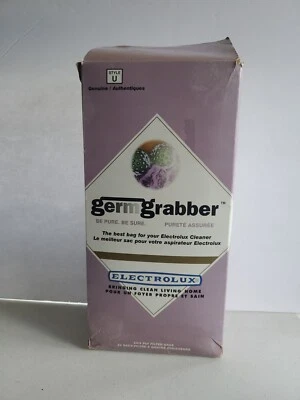 STYLE
U
Genuine / Authentiques
germgrabber™
BE PURE. BE SURE. PURETÉ ASSURÉE
The best bag for your Electrolux Cleaner
Le meilleur sac pour votre aspirateur Electrolux
ELECTROLUX
BRINGING CLEAN LIVING HOME
POUR UN FOYER PROPRE ET SAIN